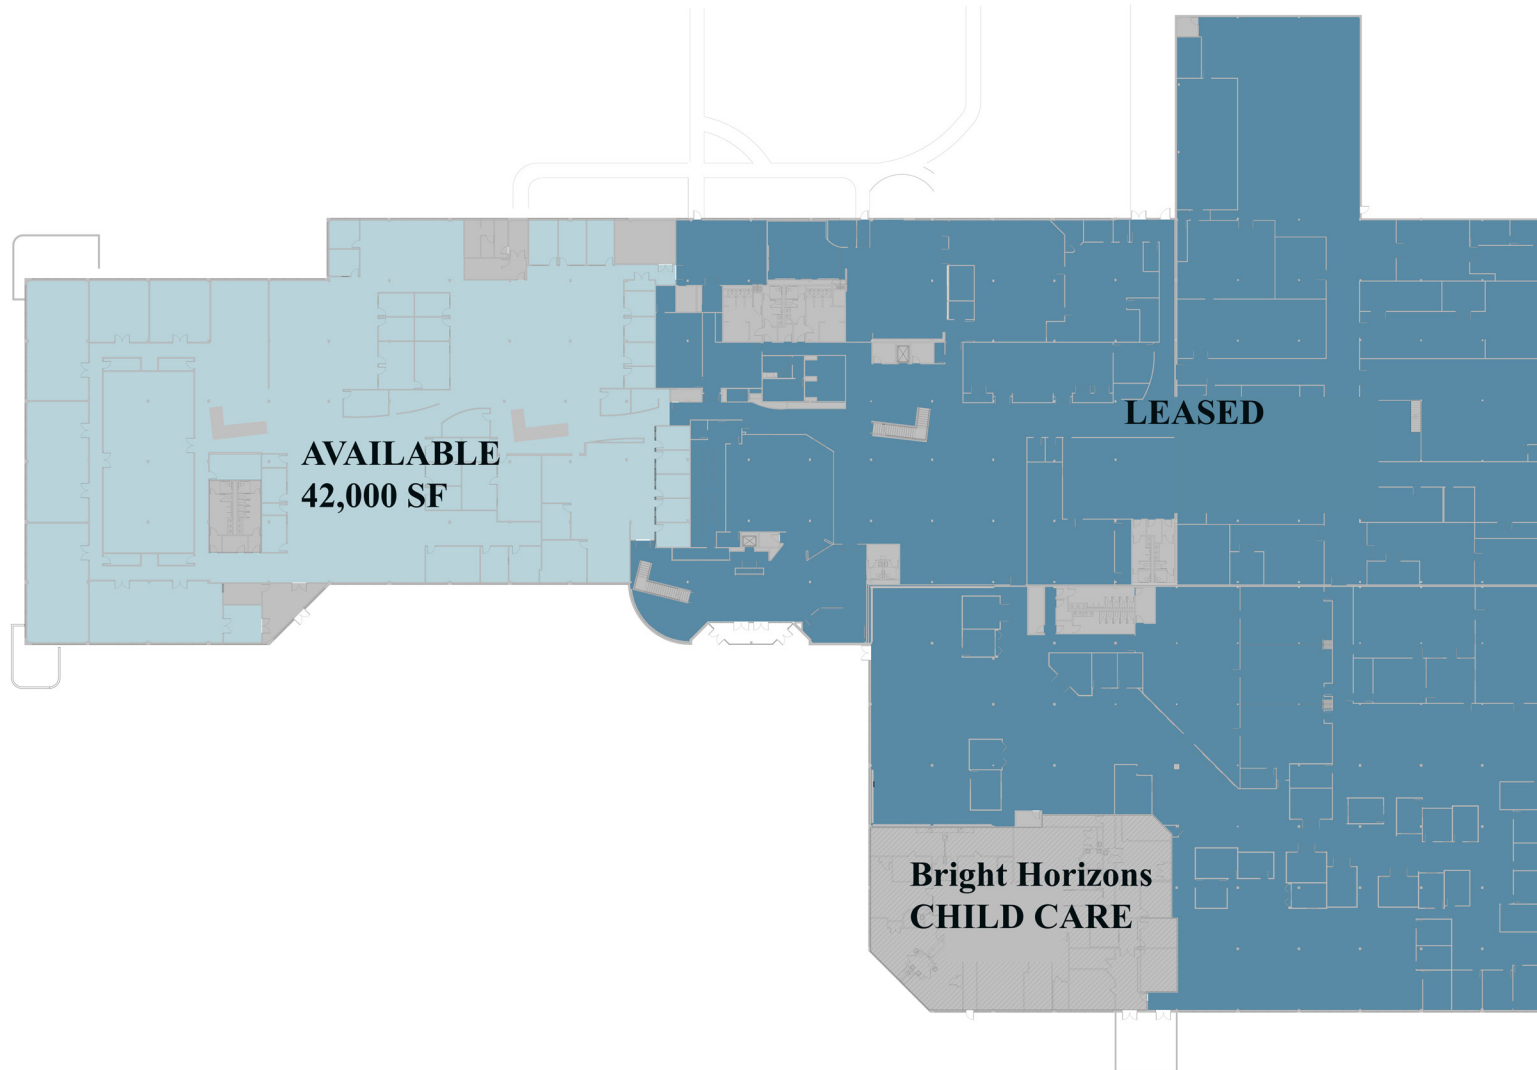 AVAILABLE
42,000 SF
LEASED
Bright Horizons
CHILD CARE